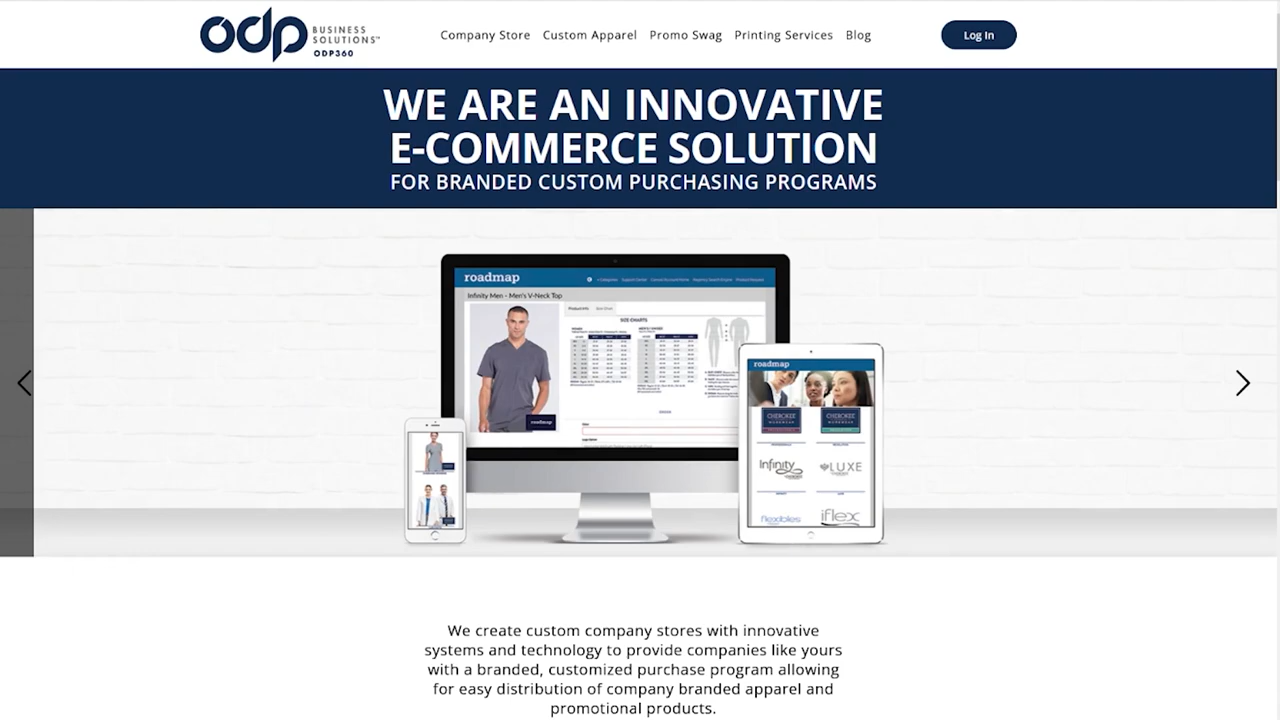 odp BUSINESS SOLUTIONS™ ODP360
Company Store Custom Apparel Promo Swag Printing Services Blog
Log In
WE ARE AN INNOVATIVE
E-COMMERCE SOLUTION
FOR BRANDED CUSTOM PURCHASING PROGRAMS
roadmap
Infinity Men - Men's V-Neck Top
Product Info
SIZE CHARTS
roadmap
roadmap
CHEROKEE
CHEROKEE
Infinity
LUXE
flexibles
iflex
We create custom company stores with innovative
systems and technology to provide companies like yours
with a branded, customized purchase program allowing
for easy distribution of company branded apparel and
promotional products.